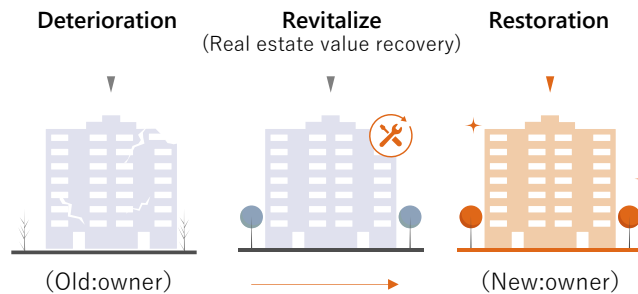 Deterioration
Revitalize
(Real estate value recovery)
Restoration
(Old:owner)
(New:owner)